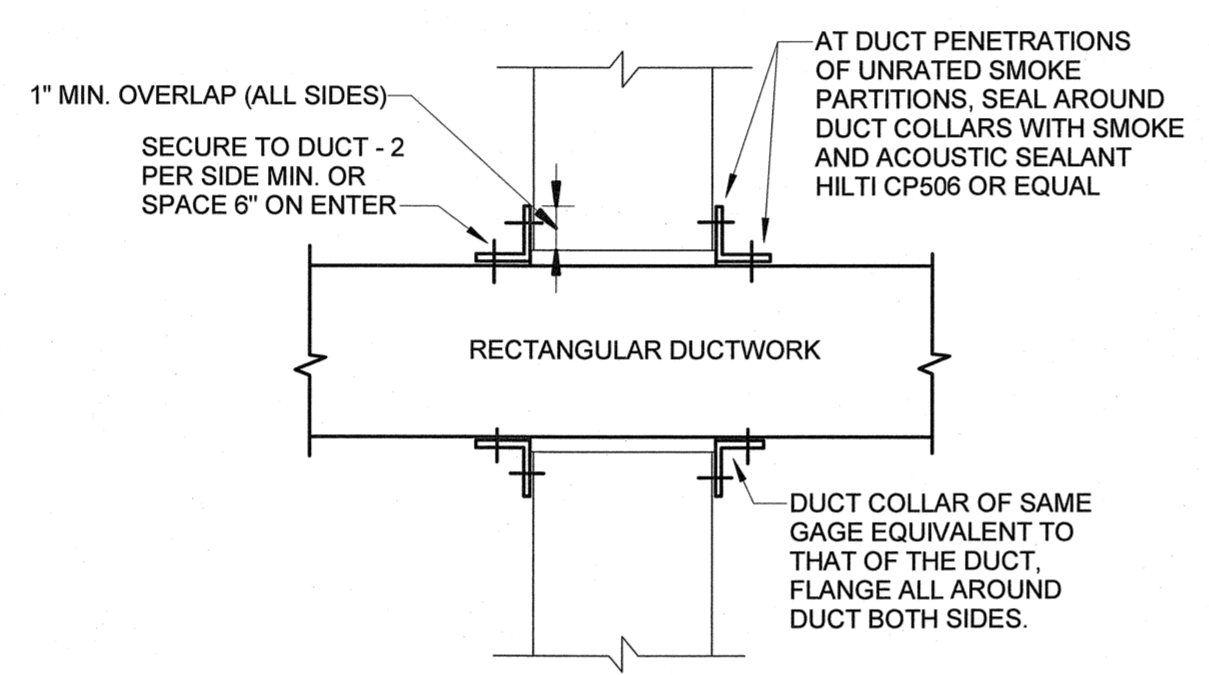 1" MIN. OVERLAP (ALL SIDES)
SECURE TO DUCT - 2
PER SIDE MIN. OR
SPACE 6" ON ENTER
AT DUCT PENETRATIONS
OF UNRATED SMOKE
PARTITIONS, SEAL AROUND
DUCT COLLARS WITH SMOKE
AND ACOUSTIC SEALANT
HILTI CP506 OR EQUAL
RECTANGULAR DUCTWORK
DUCT COLLAR OF SAME
GAGE EQUIVALENT TO
THAT OF THE DUCT,
FLANGE ALL AROUND
DUCT BOTH SIDES.